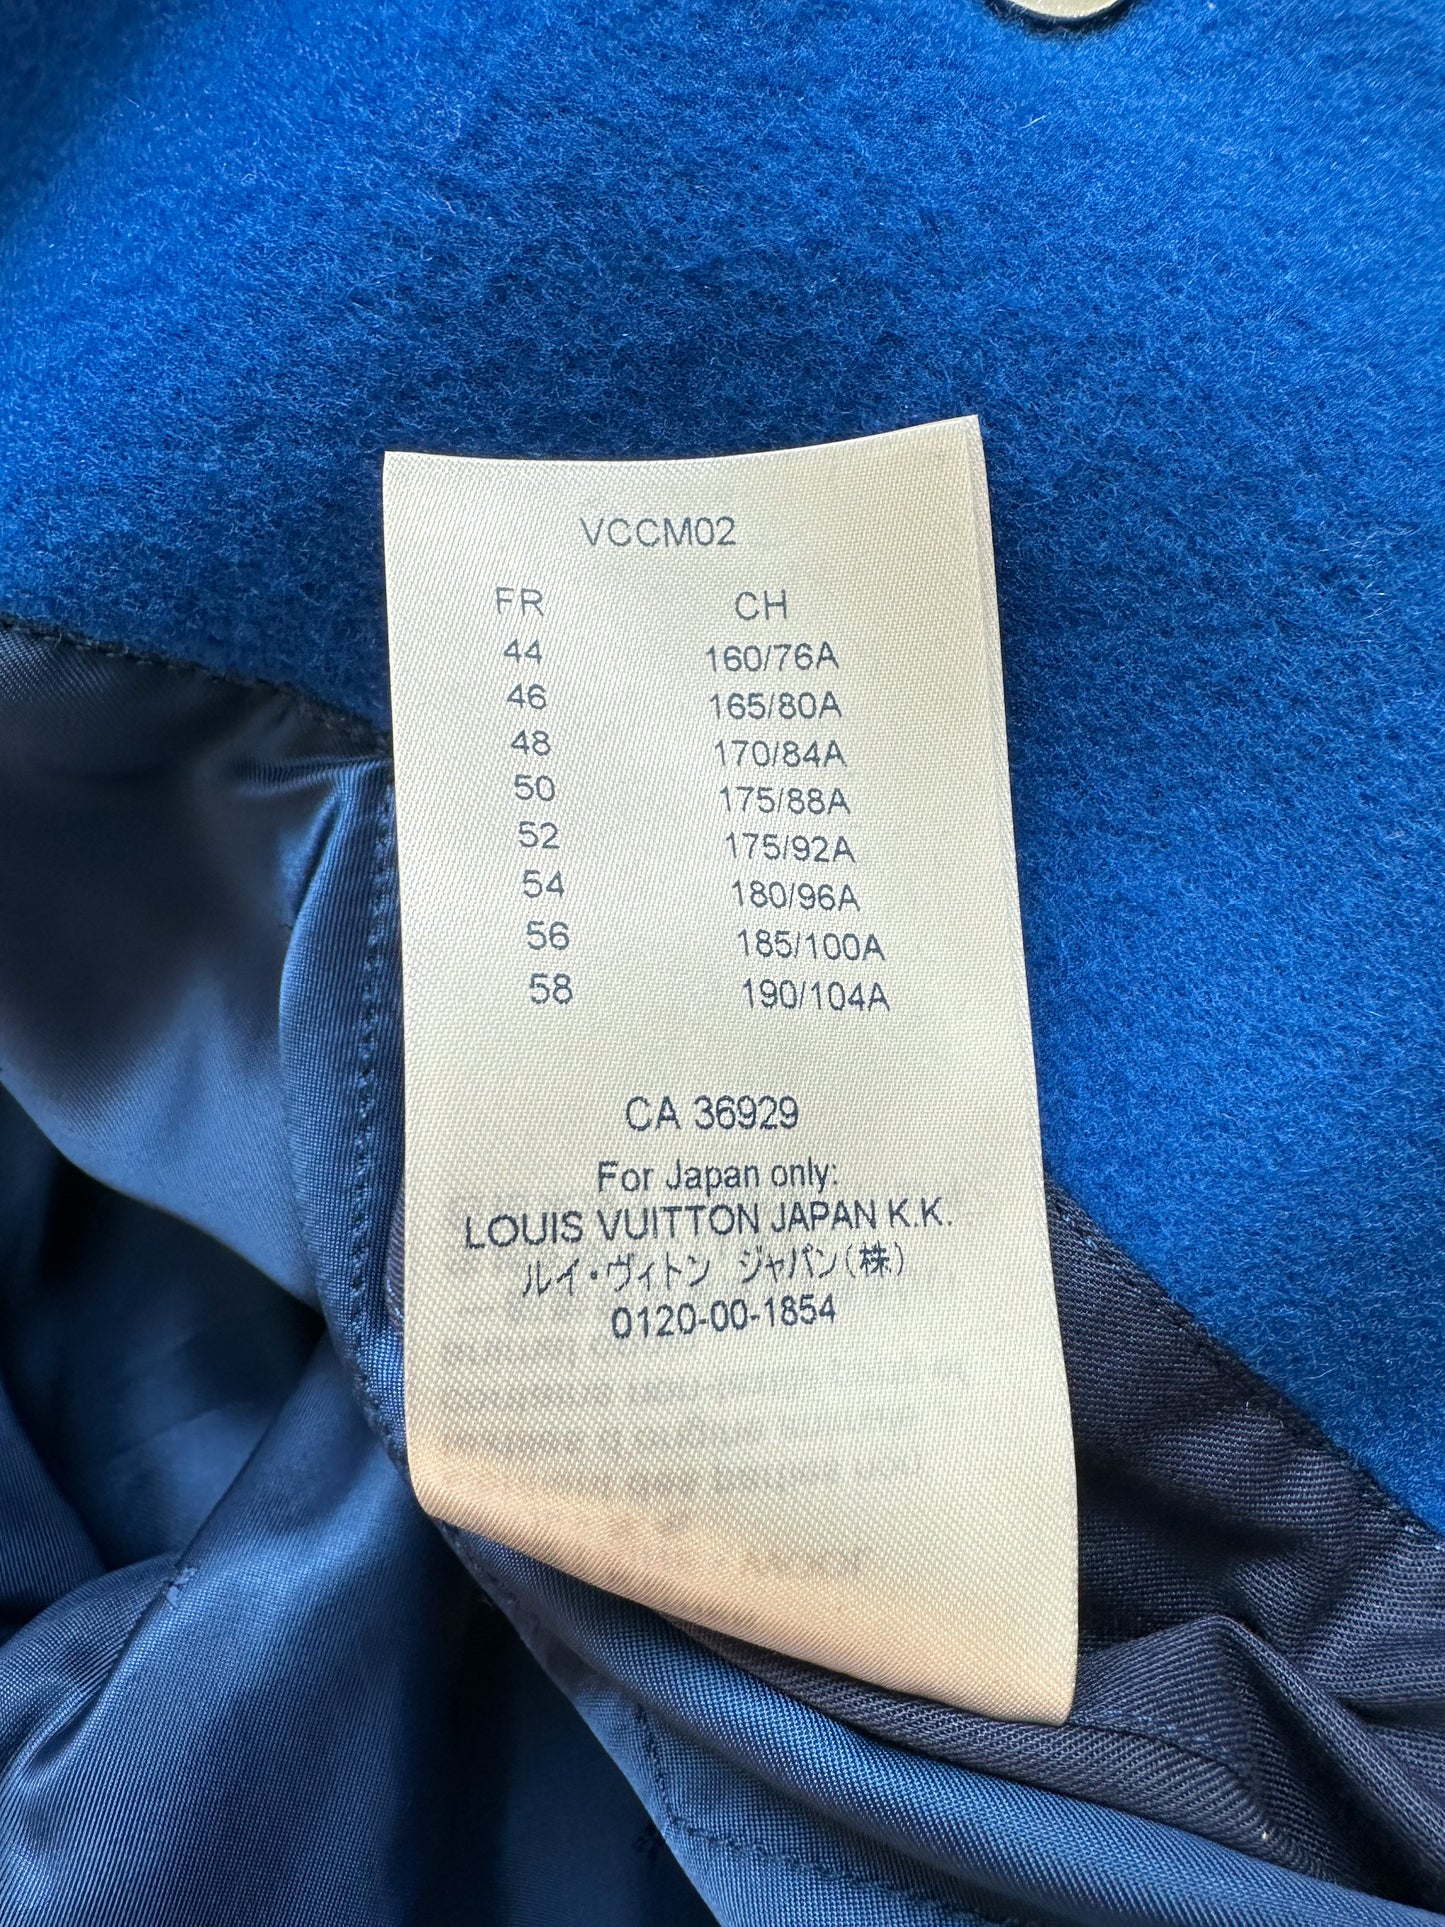 VCCM02
FR CH
44 160/76A
46 165/80A
48 170/84A
50 175/88A
52 175/92A
54 180/96A
56 185/100A
58 190/104A
CA 36929
For Japan only:
LOUIS VUITTON JAPAN K.K.
ルイ・ヴィトン ジャパン(株)
0120-00-1854